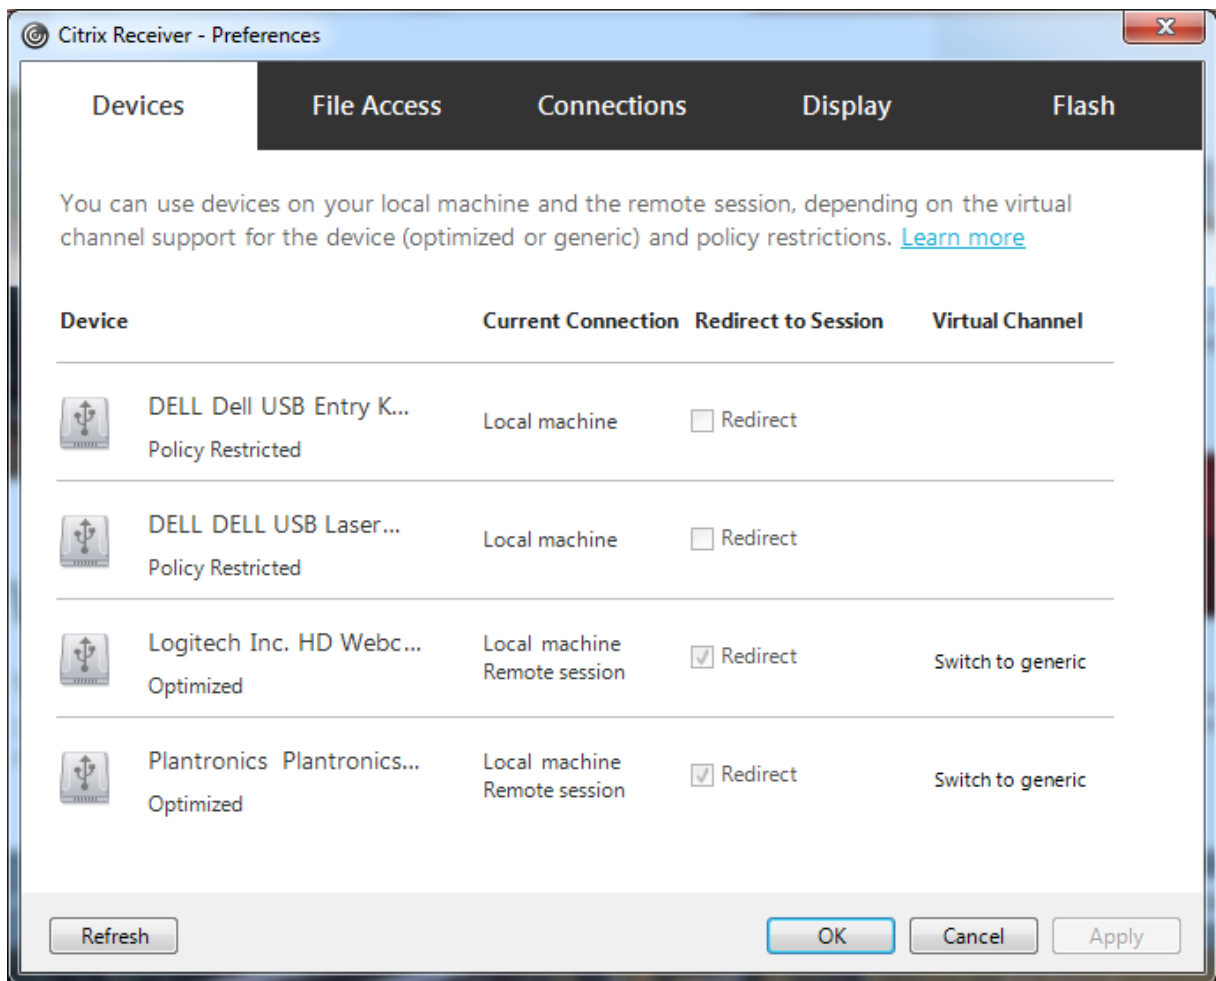 Citrix Receiver - Preferences
Devices File Access Connections Display Flash
You can use devices on your local machine and the remote session, depending on the virtual
channel support for the device (optimized or generic) and policy restrictions. Learn more
Device Current Connection Redirect to Session Virtual Channel
DELL Dell USB Entry K...
Policy Restricted
Local machine
Redirect
DELL DELL USB Laser...
Policy Restricted
Local machine
Redirect
Logitech Inc. HD Webc...
Optimized
Local machine
Remote session
Redirect
Switch to generic
Plantronics Plantronics...
Optimized
Local machine
Remote session
Redirect
Switch to generic
Refresh OK Cancel Apply